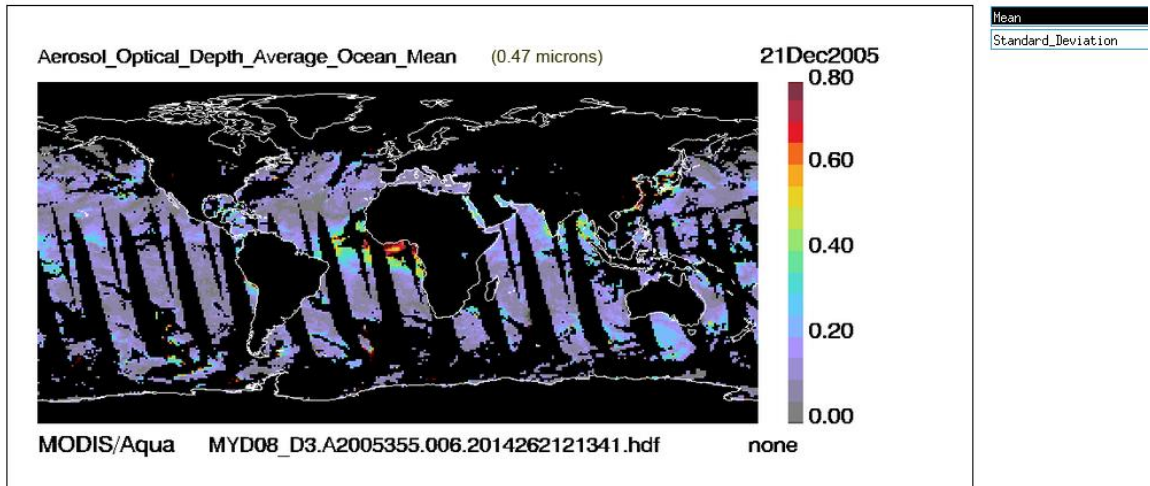 Mean
Standard_Deviation
Aerosol_Optical_Depth_Average_Ocean_Mean (0.47 microns) 21Dec2005
0.80
0.60
0.40
0.20
0.00
MODIS/Aqua MYD08_D3.A2005355.006.2014262121341.hdf none